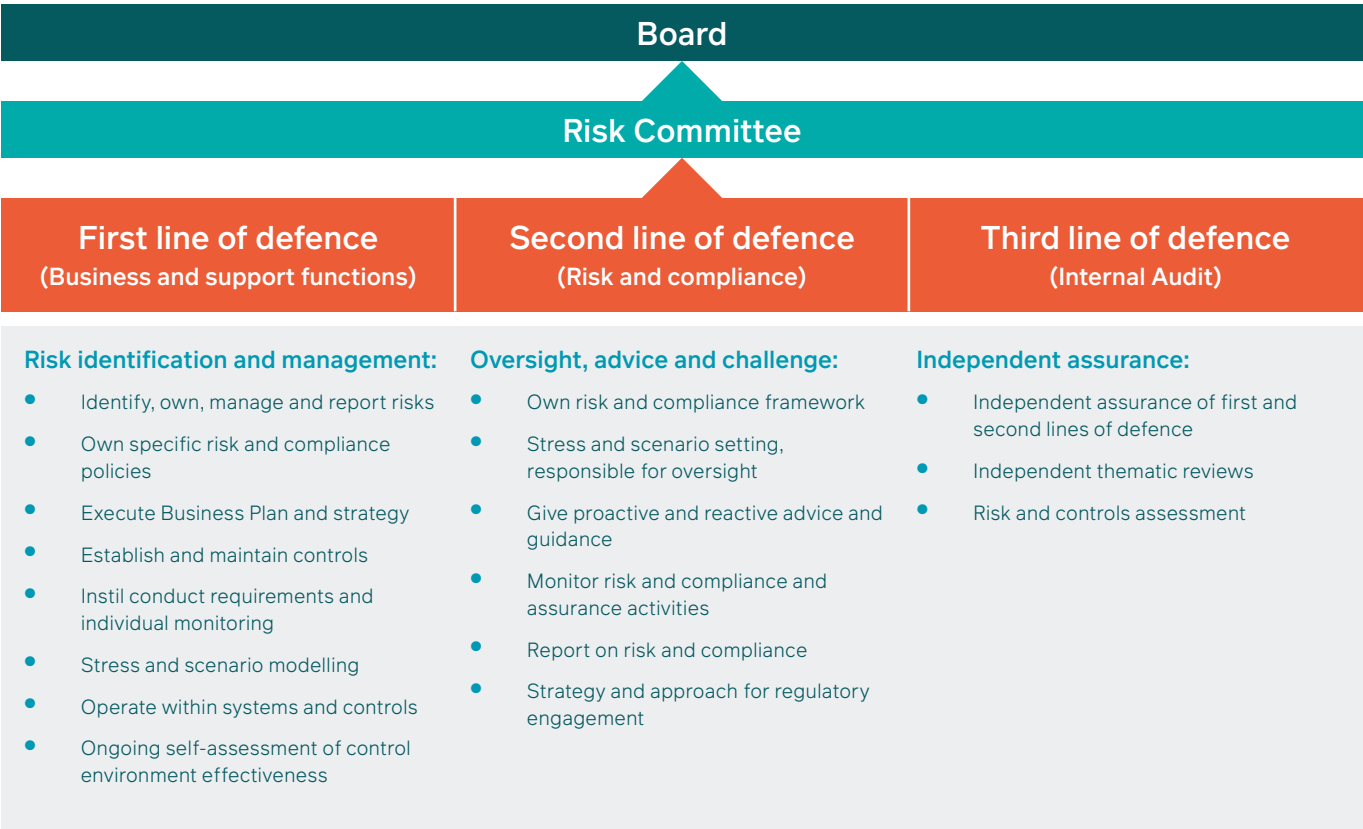 Board
Risk Committee
First line of defence
(Business and support functions)
Second line of defence
(Risk and compliance)
Third line of defence
(Internal Audit)
Risk identification and management:
• Identify, own, manage and report risks
• Own specific risk and compliance
policies
• Execute Business Plan and strategy
• Establish and maintain controls
• Instil conduct requirements and
individual monitoring
• Stress and scenario modelling
• Operate within systems and controls
• Ongoing self-assessment of control
environment effectiveness
Oversight, advice and challenge:
• Own risk and compliance framework
• Stress and scenario setting,
responsible for oversight
• Give proactive and reactive advice and
guidance
• Monitor risk and compliance and
assurance activities
• Report on risk and compliance
• Strategy and approach for regulatory
engagement
Independent assurance:
• Independent assurance of first and
second lines of defence
• Independent thematic reviews
• Risk and controls assessment